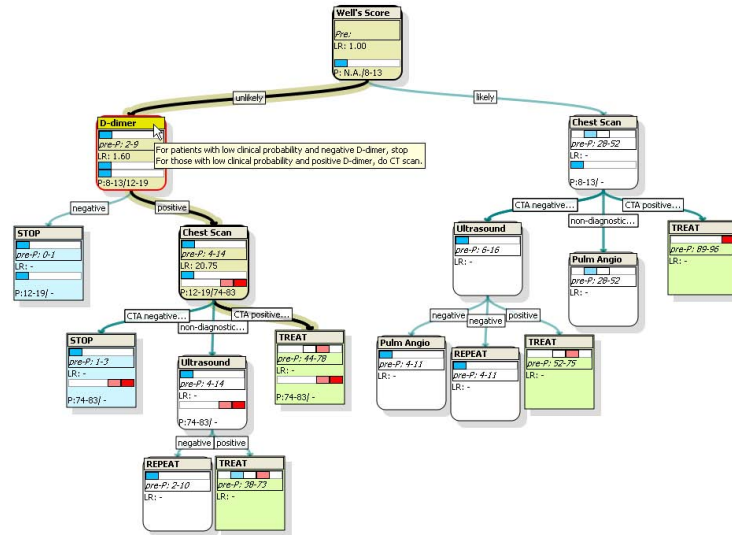 Well's Score
Pre:
LR: 1.00
P: N.A./8-13
unlikely
likely
D-dimer
pre-P: 2-9
LR: 1.60
P:8-13/12-19
For patients with low clinical probability and negative D-dimer, stop
For those with low clinical probability and positive D-dimer, do CT scan.
Chest Scan
pre-P: 28-52
LR: -
P:8-13/ -
negative
positive
CTA negative...
non-diagnostic...
CTA positive...
STOP
pre-P: 0-1
LR: -
P:12-19/ -
Chest Scan
pre-P: 4-14
LR: 20.75
P:12-19/74-83
Ultrasound
pre-P: 6-16
LR: -
Pulm Angio
pre-P: 28-52
LR: -
TREAT
pre-P: 89-96
LR: -
CTA negative...
non-diagnostic...
CTA positive...
negative
negative
positive
STOP
pre-P: 1-3
LR: -
P:74-83/ -
Ultrasound
pre-P: 4-14
LR: -
P:74-83/ -
TREAT
pre-P: 44-78
LR: -
P:74-83/ -
Pulm Angio
pre-P: 4-11
LR: -
REPEAT
pre-P: 4-11
LR: -
TREAT
pre-P: 52-75
LR: -
negative
positive
REPEAT
pre-P: 2-10
LR: -
TREAT
pre-P: 38-73
LR: -